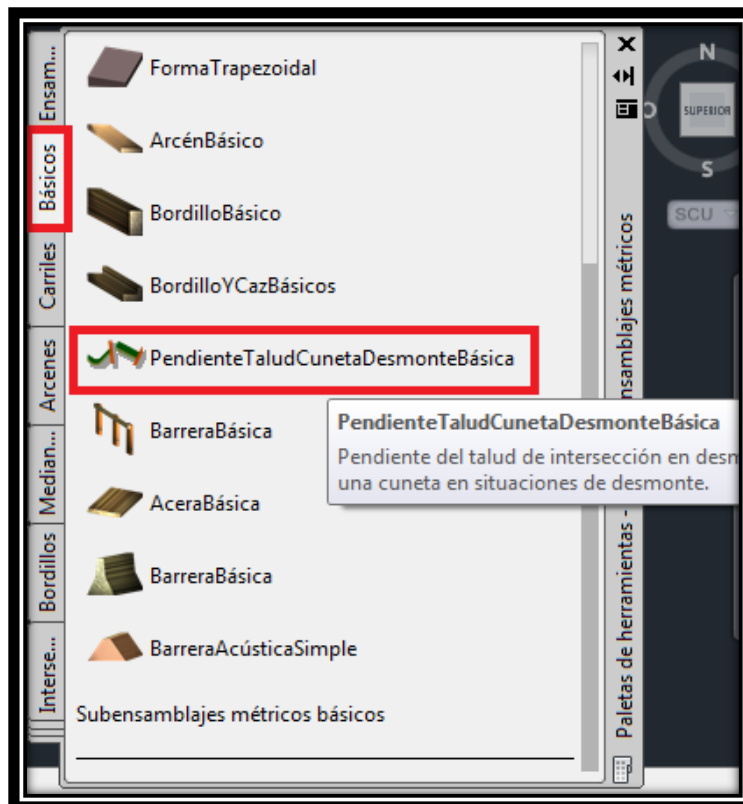 Ensam...
Básicos
Carriles
Arcenes
Median...
Bordillos
Interse...
FormaTrapezoidal
ArcénBásico
BordilloBásico
BordilloYCazBásicos
PendienteTaludCunetaDesmonteBásica
BarreraBásica
AceraBásica
BarreraBásica
BarreraAcústicaSimple
Subensamblajes métricos básicos
PendienteTaludCunetaDesmonteBásica
Pendiente del talud de intersección en desm
una cuneta en situaciones de desmonte.
Paletas de herramientas - nsamblajes métricos
N
O
SUPERIOR
S
SCU